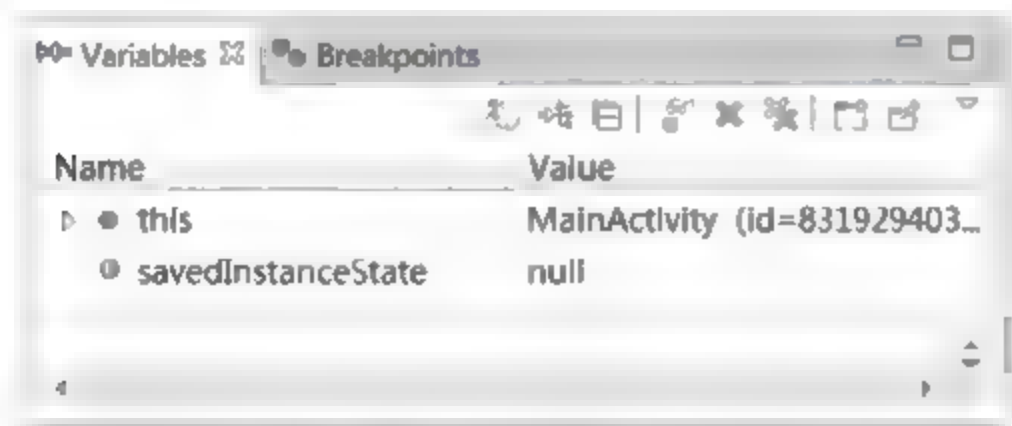 Variables Breakpoints
Name Value
this MainActivity (id=831929403...
savedInstanceState null